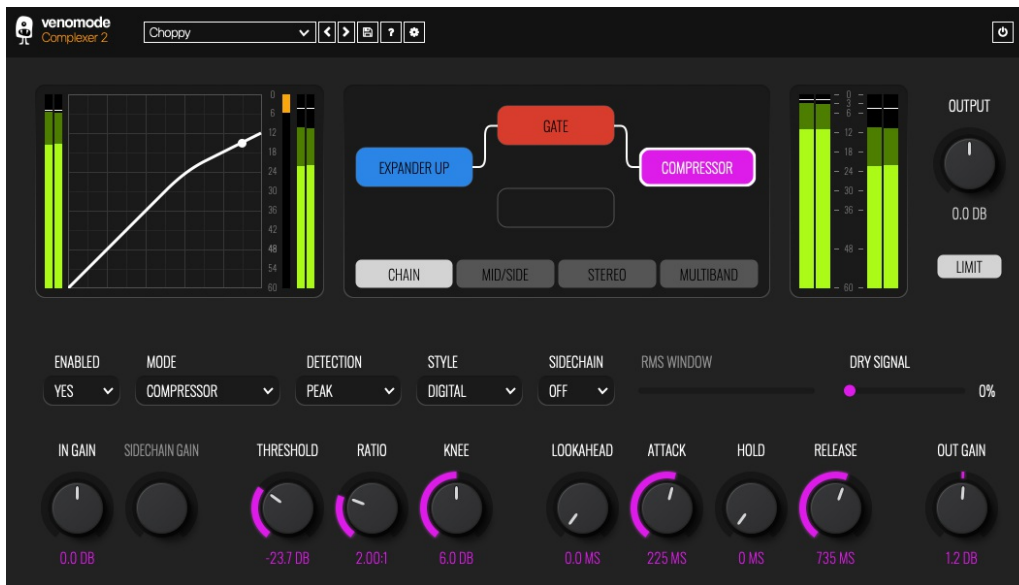 venomode
Complexer 2
Choppy
?
0
6
12
18
24
30
36
42
48
54
60
EXPANDER UP
GATE
COMPRESSOR
CHAIN MID/SIDE STEREO MULTIBAND
0
3
6
12
18
24
30
36
48
60
OUTPUT
0.0 DB
LIMIT
ENABLED MODE DETECTION STYLE SIDECHAIN RMS WINDOW DRY SIGNAL
YES COMPRESSOR PEAK DIGITAL OFF 0%
IN GAIN SIDECHAIN GAIN THRESHOLD RATIO KNEE LOOKAHEAD ATTACK HOLD RELEASE OUT GAIN
0.0 DB -23.7 DB 2.00:1 6.0 DB 0.0 MS 225 MS 0 MS 735 MS 1.2 DB